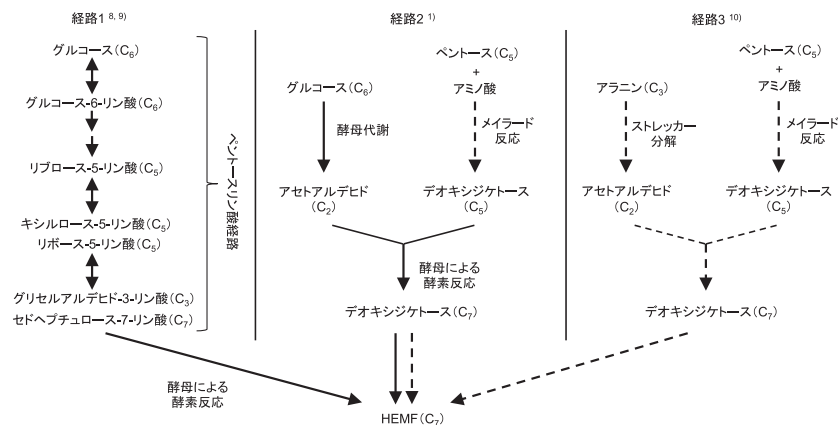 経路1 8, 9)
グルコース(C6)
グルコース-6-リン酸(C6)
リブロース-5-リン酸(C5)
キシルロース-5-リン酸(C5)
リボース-5-リン酸(C5)
グリセルアルデヒド-3-リン酸(C3)
セドヘプチュロース-7-リン酸(C7)
ペントースリン酸経路
酵母による
酵素反応
経路2 1)
グルコース(C6)
酵母代謝
アセトアルデヒド
(C2)
ペントース(C5)
+
アミノ酸
メイラード
反応
デオキシジケトース
(C5)
酵母による
酵素反応
デオキシジケトース(C7)
経路3 10)
アラニン(C3)
ストレッカー
分解
アセトアルデヒド
(C2)
ペントース(C5)
+
アミノ酸
メイラード
反応
デオキシジケトース
(C5)
デオキシジケトース(C7)
HEMF(C7)